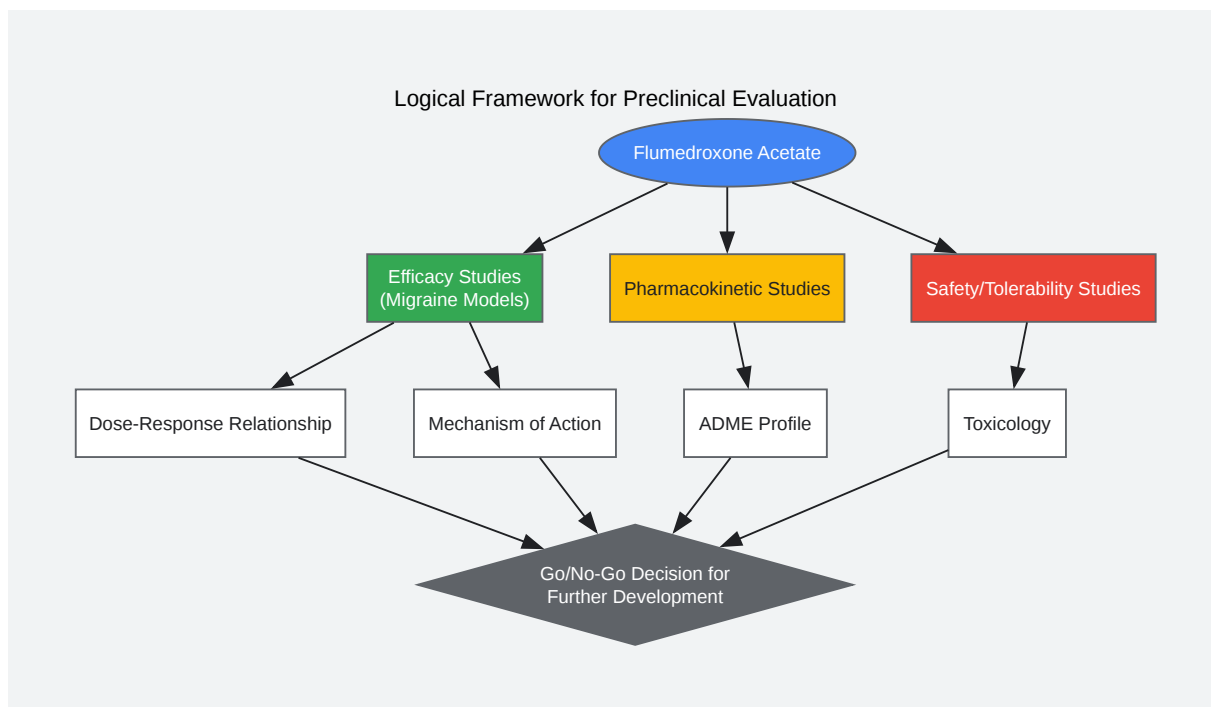 Logical Framework for Preclinical Evaluation
Flumedroxone Acetate
Efficacy Studies
(Migraine Models)
Pharmacokinetic Studies
Safety/Tolerability Studies
Dose-Response Relationship
Mechanism of Action
ADME Profile
Toxicology
Go/No-Go Decision for
Further Development